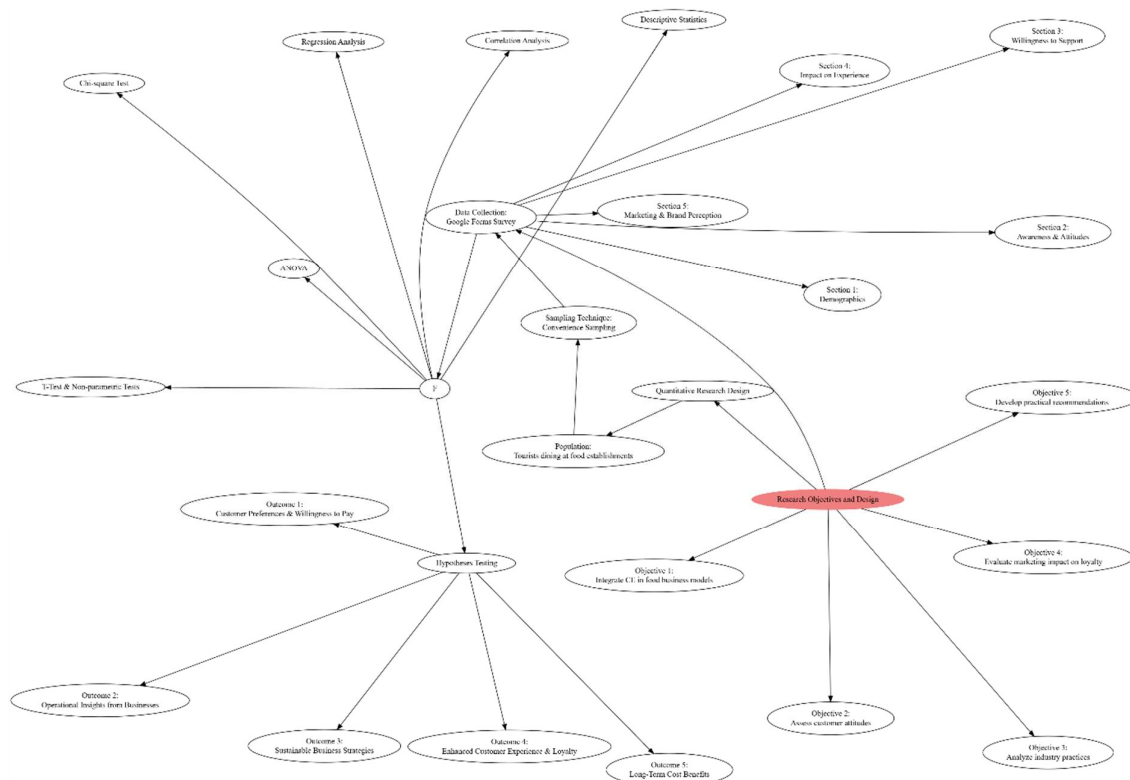 Descriptive Statistics
Regression Analysis
Correlation Analysis
Section 3:
Willingness to Support
Section 4:
Impact on Experience
Chi-square Test
Data Collection:
Google Forms Survey
Section 5:
Marketing & Brand Perception
Section 2:
Awareness & Attitudes
ANOVA
Section 1:
Demographics
Sampling Technique:
Convenience Sampling
T-Test & Non-parametric Tests
Quantitative Research Design
Objective 5:
Develop practical recommendations
Population:
Tourists dining at food establishments
Research Objectives and Design
Outcome 1:
Customer Preferences & Willingness to Pay
Objective 4:
Evaluate marketing impact on loyalty
Hypotheses Testing
Objective 1:
Integrate CE in food business models
Outcome 2:
Operational Insights from Businesses
Objective 2:
Assess customer attitudes
Outcome 3:
Sustainable Business Strategies
Outcome 4:
Enhanced Customer Experience & Loyalty
Objective 3:
Analyze industry practices
Outcome 5:
Long-Term Cost Benefits